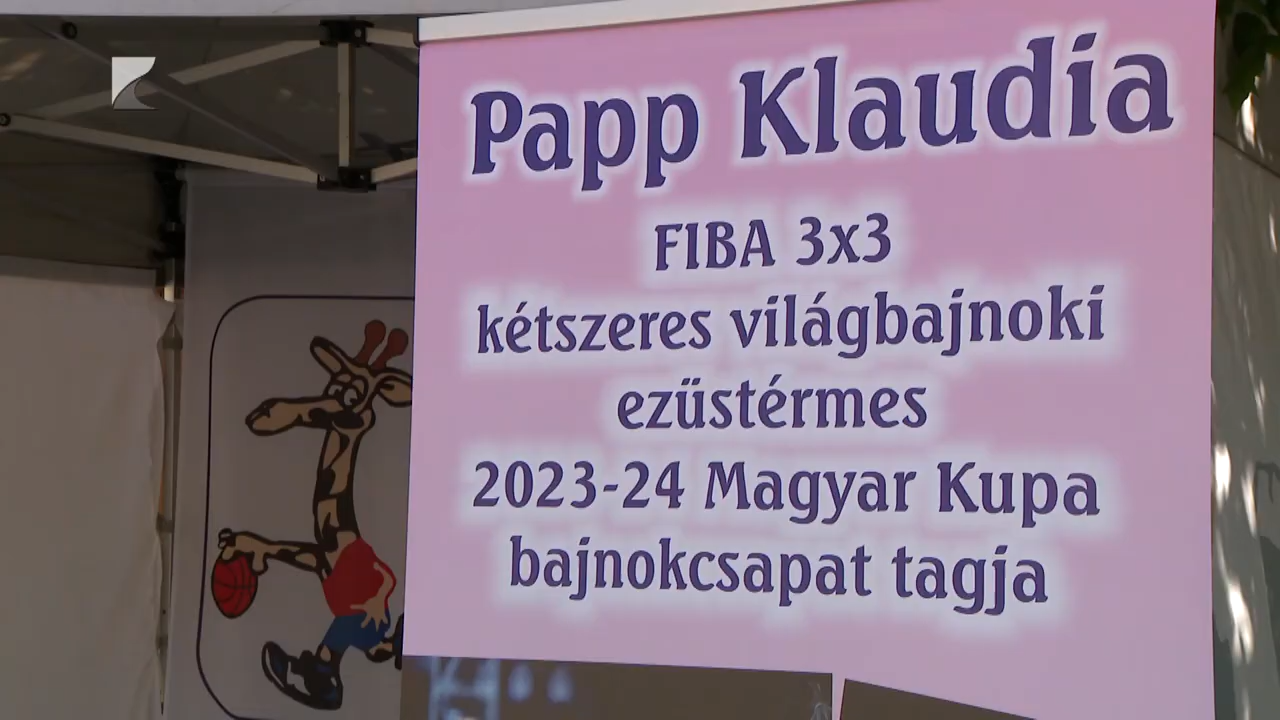 Papp Klaudia
FIBA 3x3
kétszeres világbajnoki
ezüstérmes
2023-24 Magyar Kupa
bajnokcsapat tagja